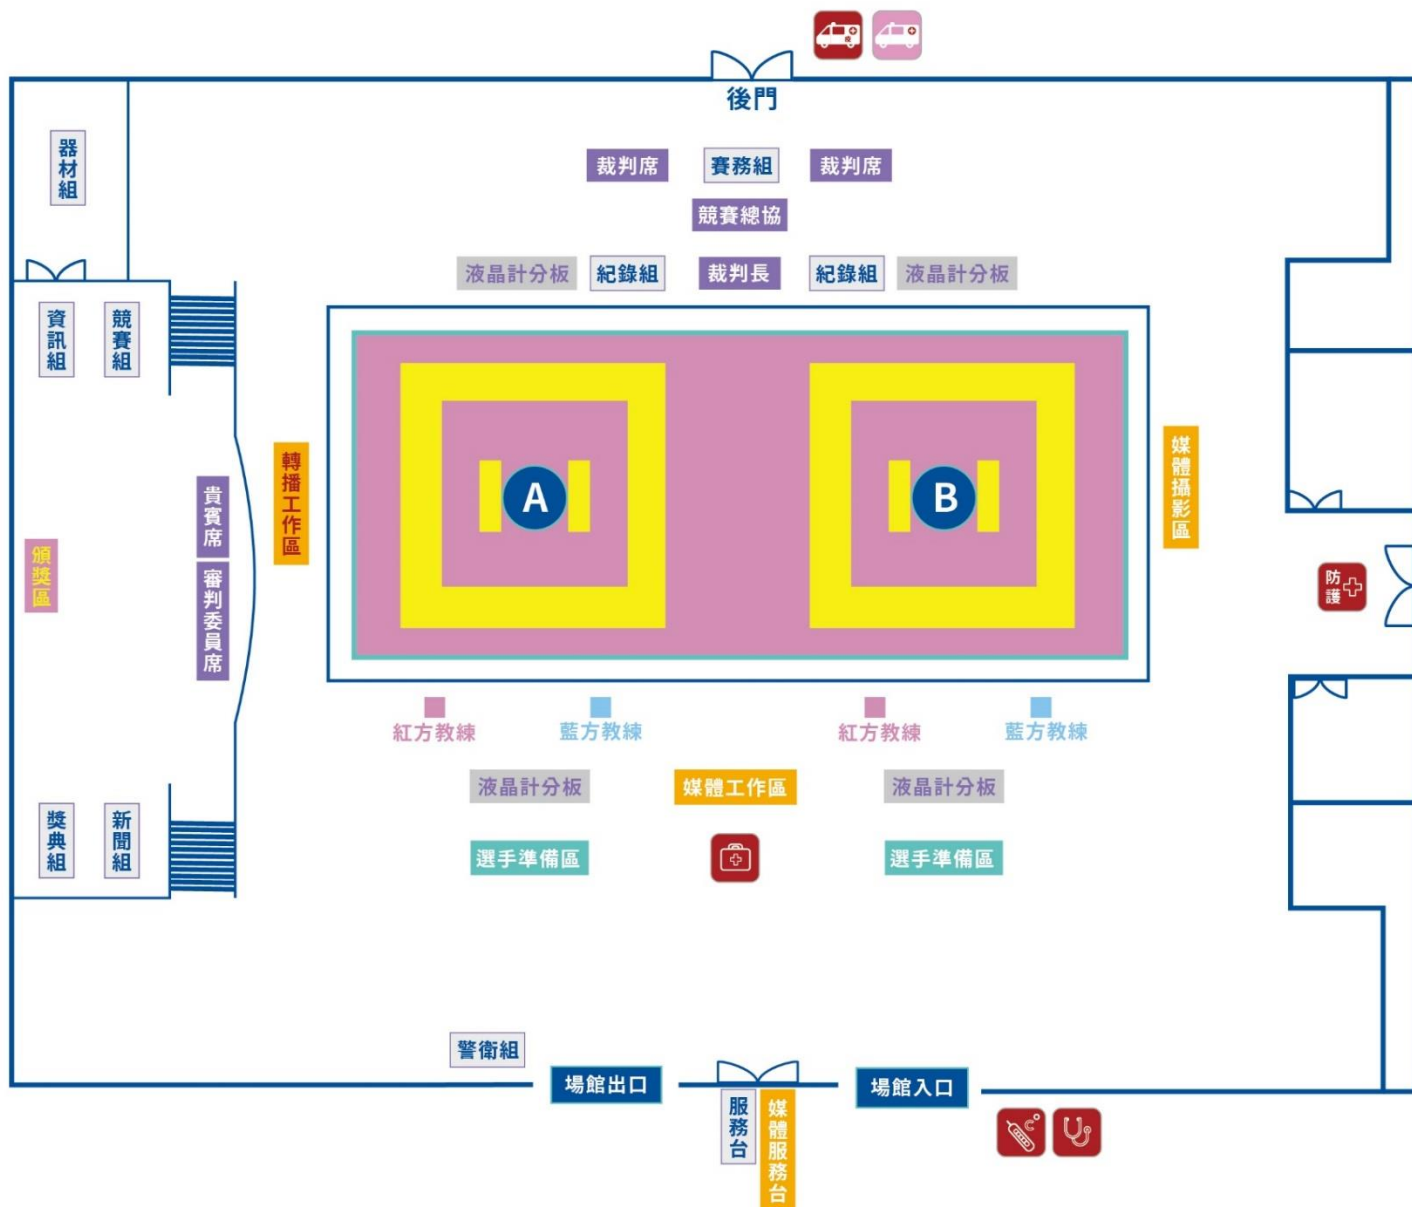 後門
器材組
裁判席
賽務組
裁判席
競賽總協
液晶計分板
紀錄組
裁判長
紀錄組
液晶計分板
資訊組
競賽組
轉播工作區
A
B
媒體攝影區
貴賓席
頒獎區
審判委員席
防護
紅方教練
藍方教練
紅方教練
藍方教練
液晶計分板
媒體工作區
液晶計分板
獎典組
新聞組
選手準備區
選手準備區
警衛組
場館出口
場館入口
服務台
媒體服務台
C
疫